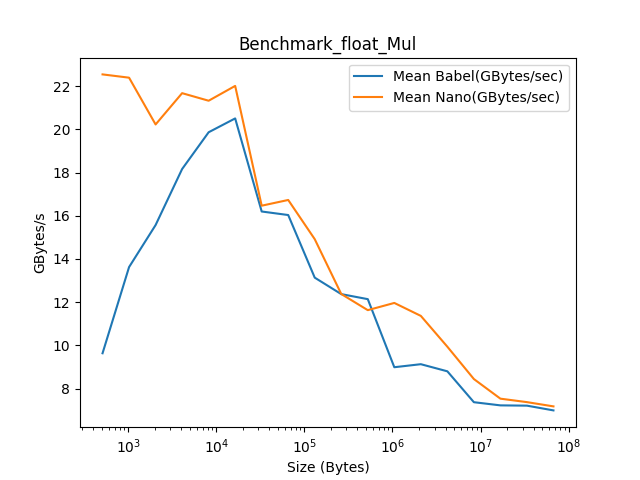 Benchmark_float_Mul
Mean Babel(GBytes/sec)
Mean Nano(GBytes/sec)
GBytes/s
22
20
18
16
14
12
10
8
10³ 10⁴ 10⁵ 10⁶ 10⁷ 10⁸
Size (Bytes)